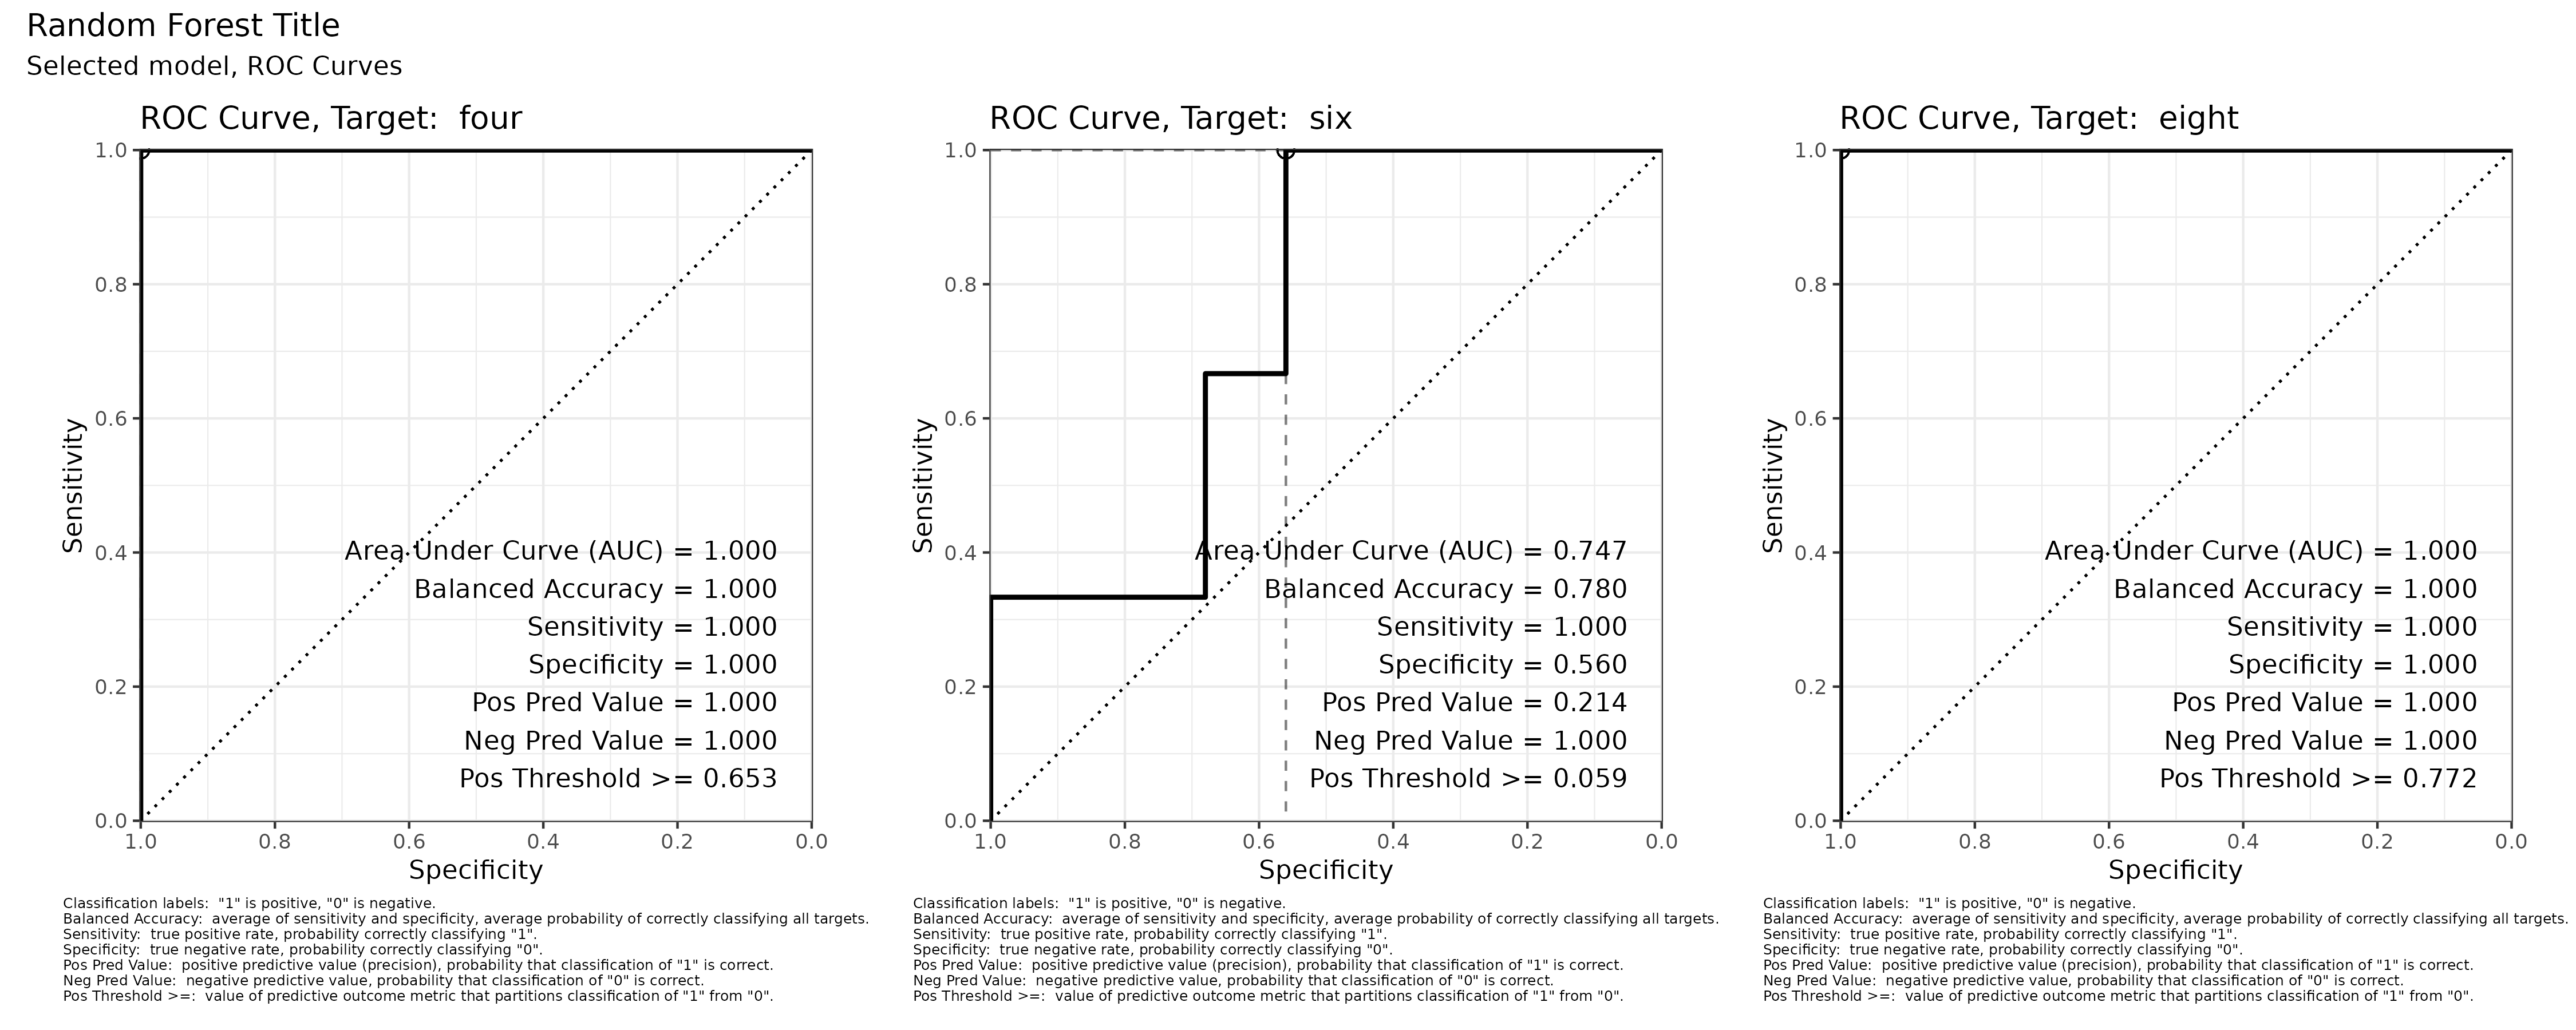 Random Forest Title
Selected model, ROC Curves
ROC Curve, Target:  four
1.0
0.8
0.6
0.4
0.2
0.0
Sensitivity
Area Under Curve (AUC) = 1.000
Balanced Accuracy = 1.000
Sensitivity = 1.000
Specificity = 1.000
Pos Pred Value = 1.000
Neg Pred Value = 1.000
Pos Threshold >= 0.653
1.0 0.8 0.6 0.4 0.2 0.0
Specificity
Classification labels:  "1" is positive, "0" is negative.
Balanced Accuracy:  average of sensitivity and specificity, average probability of correctly classifying all targets.
Sensitivity:  true positive rate, probability correctly classifying "1".
Specificity:  true negative rate, probability correctly classifying "0".
Pos Pred Value:  positive predictive value (precision), probability that classification of "1" is correct.
Neg Pred Value:  negative predictive value, probability that classification of "0" is correct.
Pos Threshold >=:  value of predictive outcome metric that partitions classification of "1" from "0".
ROC Curve, Target:  six
1.0
0.8
0.6
0.4
0.2
0.0
Sensitivity
Area Under Curve (AUC) = 0.747
Balanced Accuracy = 0.780
Sensitivity = 1.000
Specificity = 0.560
Pos Pred Value = 0.214
Neg Pred Value = 1.000
Pos Threshold >= 0.059
1.0 0.8 0.6 0.4 0.2 0.0
Specificity
Classification labels:  "1" is positive, "0" is negative.
Balanced Accuracy:  average of sensitivity and specificity, average probability of correctly classifying all targets.
Sensitivity:  true positive rate, probability correctly classifying "1".
Specificity:  true negative rate, probability correctly classifying "0".
Pos Pred Value:  positive predictive value (precision), probability that classification of "1" is correct.
Neg Pred Value:  negative predictive value, probability that classification of "0" is correct.
Pos Threshold >=:  value of predictive outcome metric that partitions classification of "1" from "0".
ROC Curve, Target:  eight
1.0
0.8
0.6
0.4
0.2
0.0
Sensitivity
Area Under Curve (AUC) = 1.000
Balanced Accuracy = 1.000
Sensitivity = 1.000
Specificity = 1.000
Pos Pred Value = 1.000
Neg Pred Value = 1.000
Pos Threshold >= 0.772
1.0 0.8 0.6 0.4 0.2 0.0
Specificity
Classification labels:  "1" is positive, "0" is negative.
Balanced Accuracy:  average of sensitivity and specificity, average probability of correctly classifying all targets.
Sensitivity:  true positive rate, probability correctly classifying "1".
Specificity:  true negative rate, probability correctly classifying "0".
Pos Pred Value:  positive predictive value (precision), probability that classification of "1" is correct.
Neg Pred Value:  negative predictive value, probability that classification of "0" is correct.
Pos Threshold >=:  value of predictive outcome metric that partitions classification of "1" from "0".